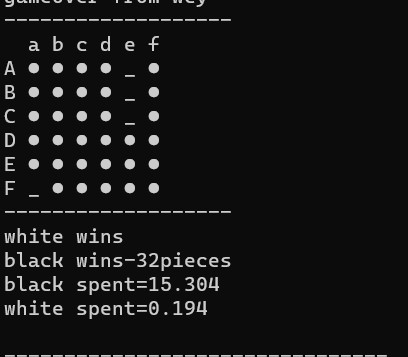 gameover from wey
-------------------
  a b c d e f
A ● ● ● ● _ ●
B ● ● ● ● _ ●
C ● ● ● ● _ ●
D ● ● ● ● ● ●
E ● ● ● ● ● ●
F _ ● ● ● ● ●
-------------------
white wins
black wins-32pieces
black spent=15.304
white spent=0.194
--------------------------------